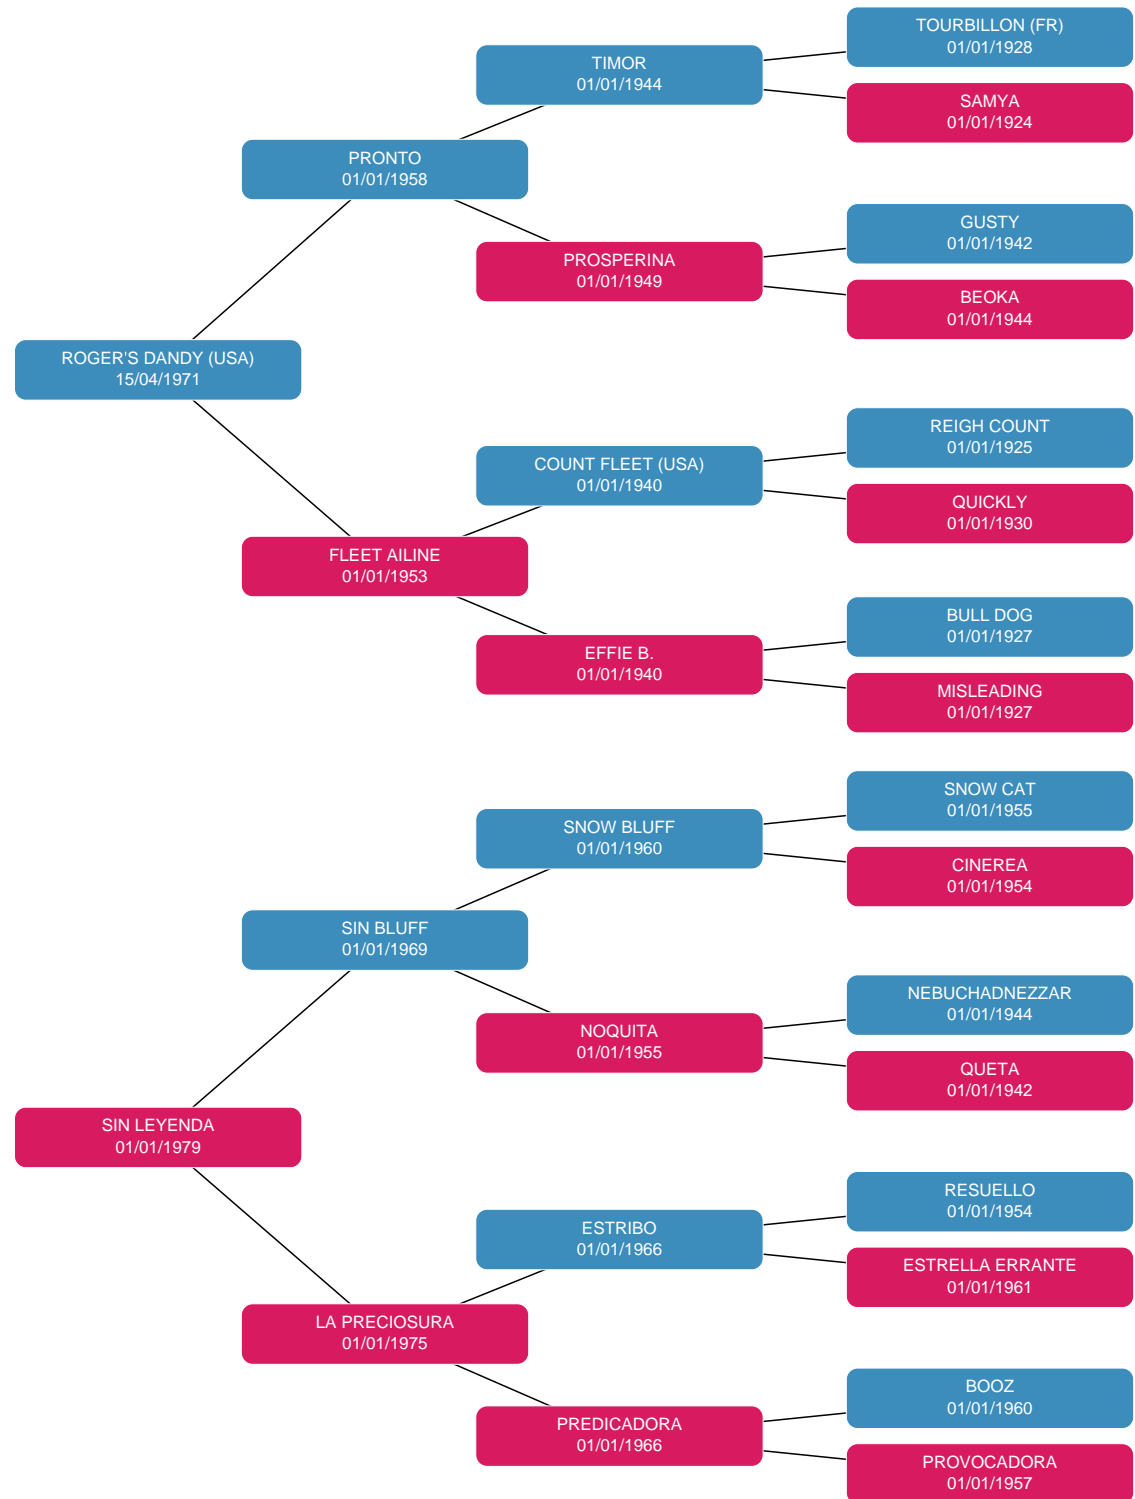 TOURBILLON (FR)
01/01/1928
TIMOR
01/01/1944
SAMYA
01/01/1924
PRONTO
01/01/1958
GUSTY
01/01/1942
PROSPERINA
01/01/1949
BEOKA
01/01/1944
ROGER'S DANDY (USA)
15/04/1971
REIGH COUNT
01/01/1925
COUNT FLEET (USA)
01/01/1940
QUICKLY
01/01/1930
FLEET AILINE
01/01/1953
BULL DOG
01/01/1927
EFFIE B.
01/01/1940
MISLEADING
01/01/1927
SNOW CAT
01/01/1955
SNOW BLUFF
01/01/1960
CINEREA
01/01/1954
SIN BLUFF
01/01/1969
NEBUCHADNEZZAR
01/01/1944
NOQUITA
01/01/1955
QUETA
01/01/1942
SIN LEYENDA
01/01/1979
RESUELLO
01/01/1954
ESTRIBO
01/01/1966
ESTRELLA ERRANTE
01/01/1961
LA PRECIOSURA
01/01/1975
BOOZ
01/01/1960
PREDICADORA
01/01/1966
PROVOCADORA
01/01/1957